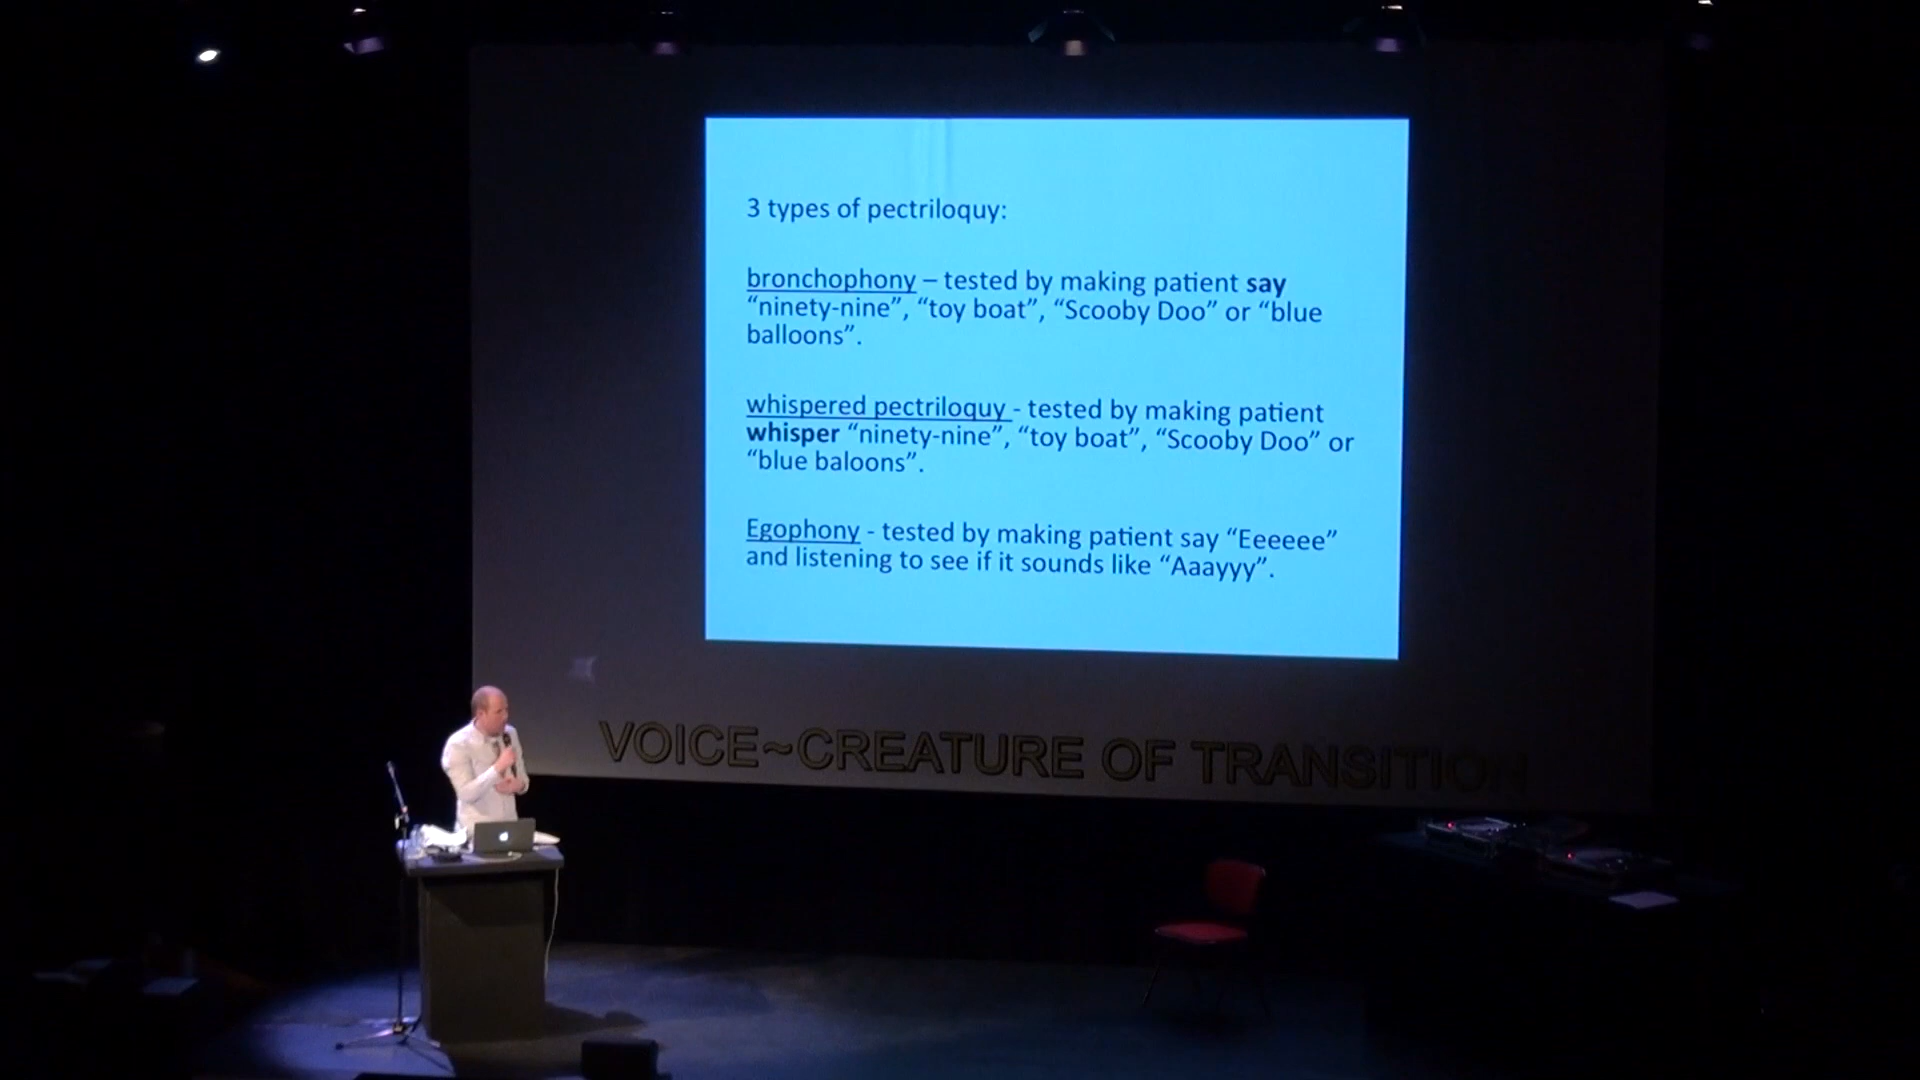 3 types of pectriloquy:
bronchophony – tested by making patient say
“ninety-nine”, “toy boat”, “Scooby Doo” or “blue
balloons”.
whispered pectriloquy - tested by making patient
whisper “ninety-nine”, “toy boat”, “Scooby Doo” or
“blue baloons”.
Egophony - tested by making patient say “Eeeeee”
and listening to see if it sounds like “Aaayyy”.
VOICE~CREATURE OF TRANSITION